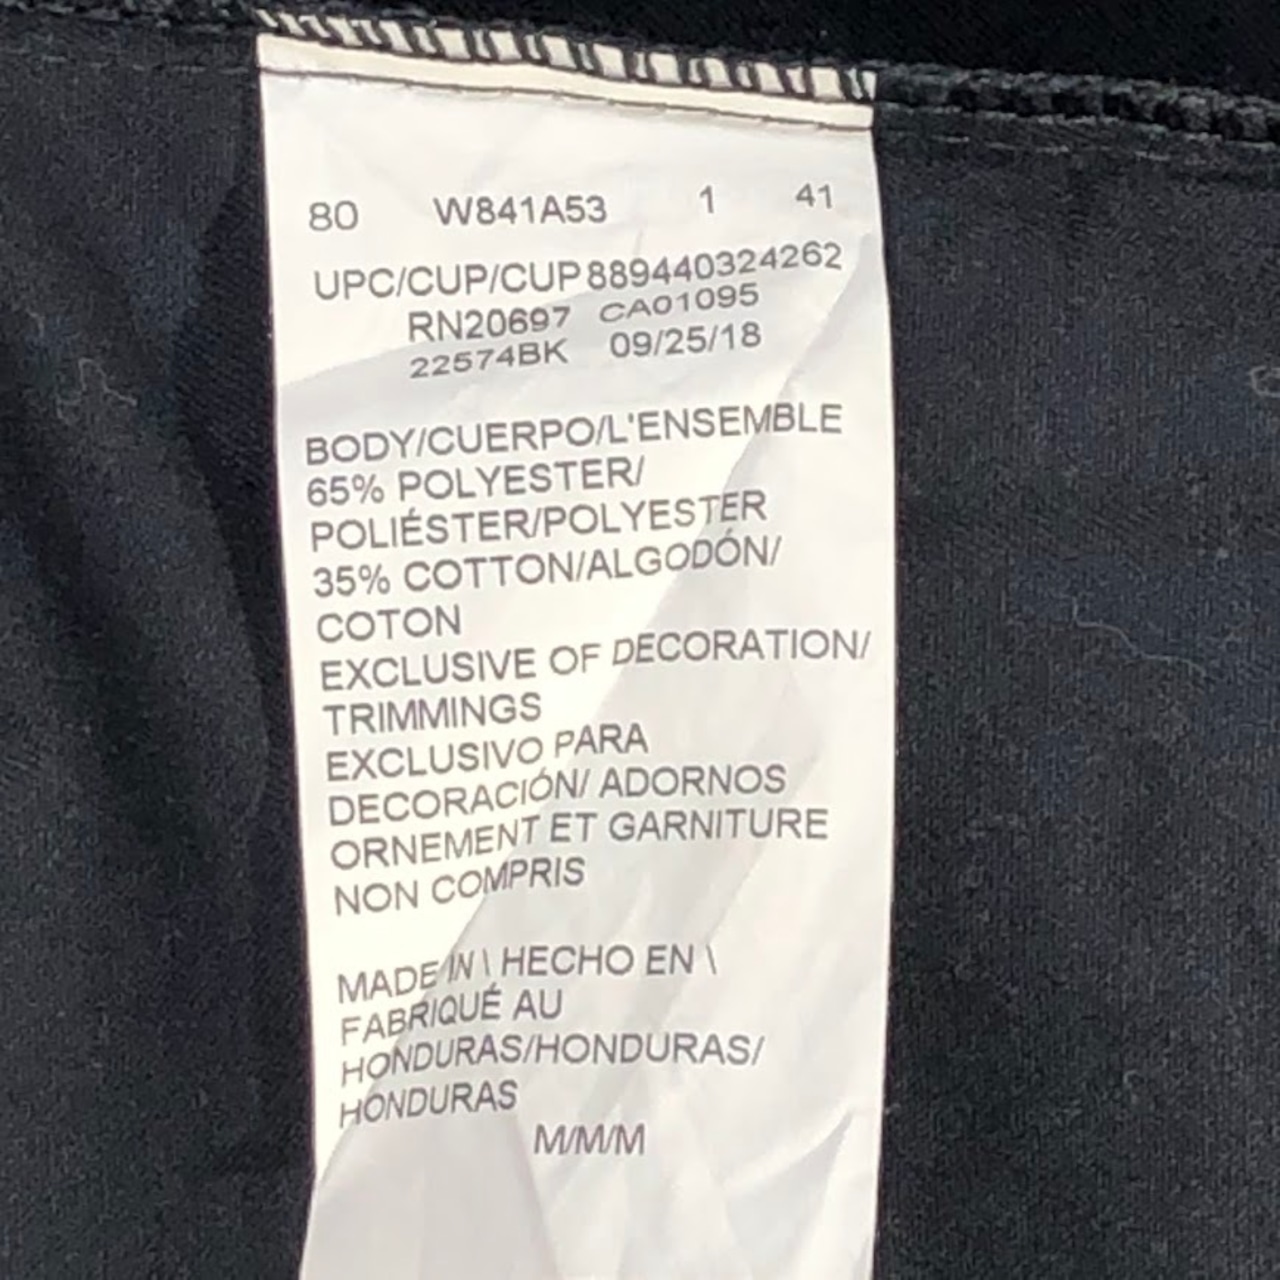 80 W841A53 1 41
UPC/CUP/CUP 889440324262
RN20697 CA01095
22574BK 09/25/18
BODY/CUERPO/L'ENSEMBLE
65% POLYESTER/
POLIÉSTER/POLYESTER
35% COTTON/ALGODÓN/
COTON
EXCLUSIVE OF DECORATION/
TRIMMINGS
EXCLUSIVO PARA
DECORACIÓN/ ADORNOS
ORNEMENT ET GARNITURE
NON COMPRIS
MADE IN \ HECHO EN \
FABRIQUÉ AU
HONDURAS/HONDURAS/
HONDURAS
M/M/M